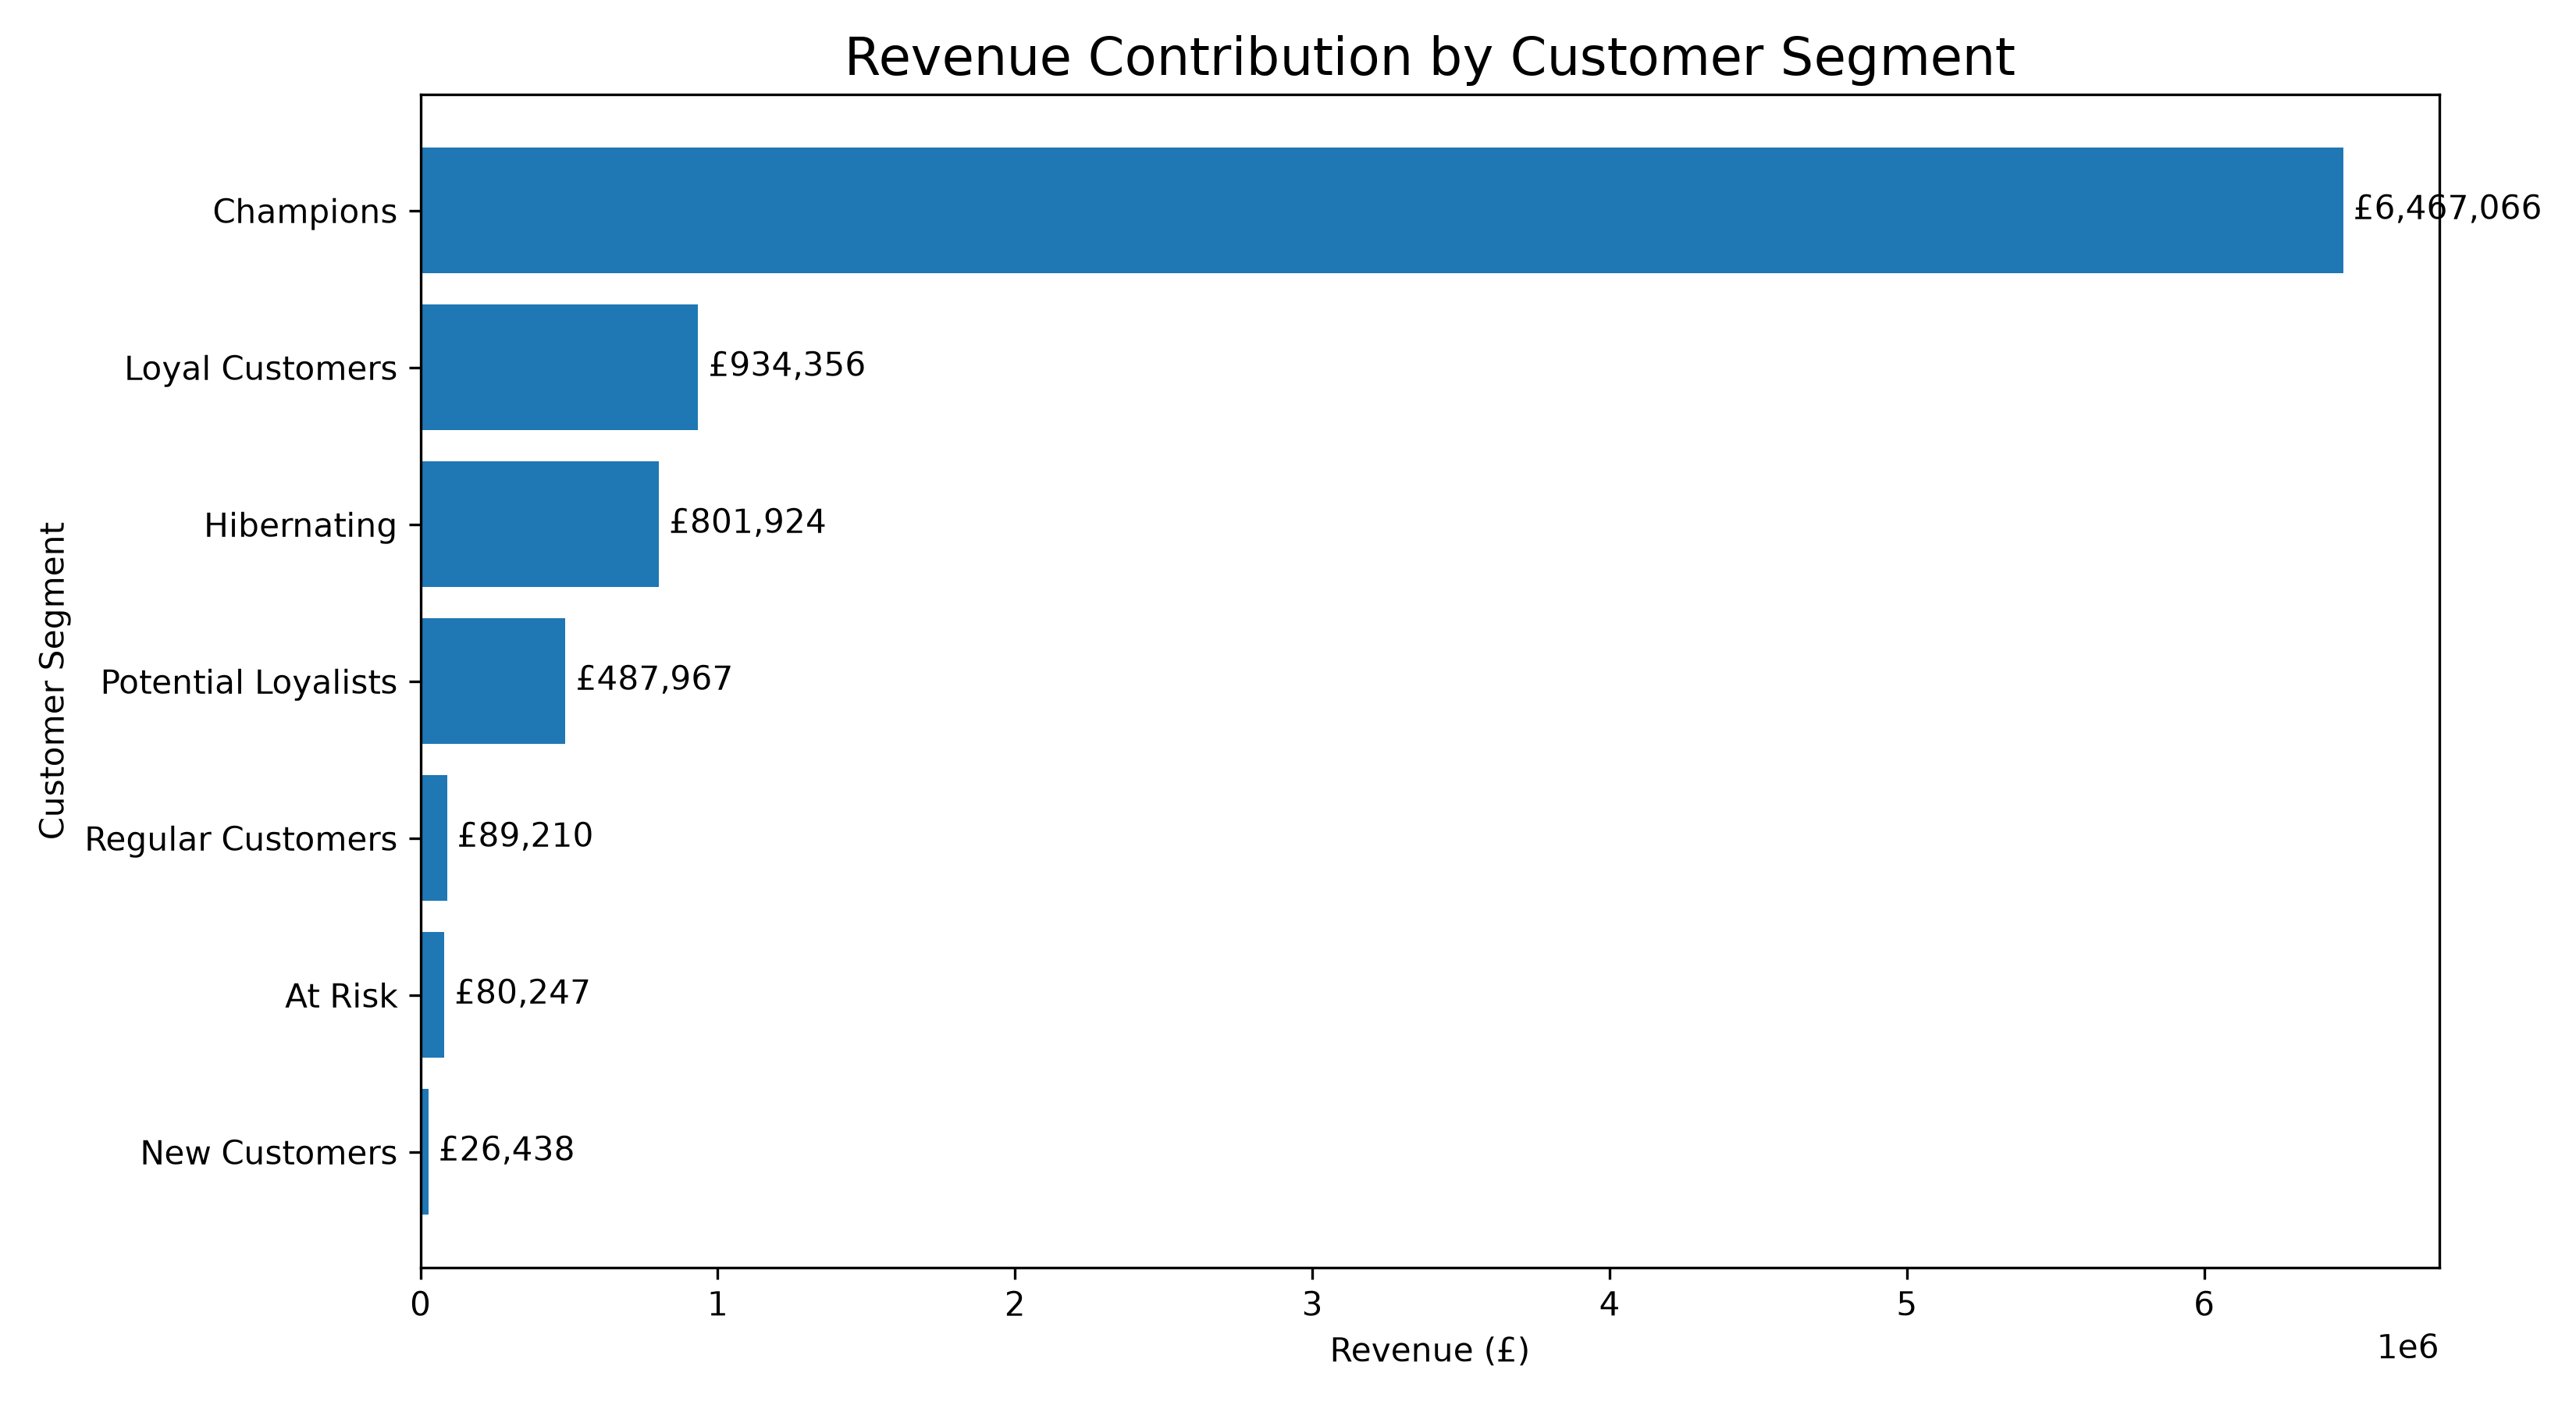 Revenue Contribution by Customer Segment
Customer Segment
Champions £6,467,066
Loyal Customers £934,356
Hibernating £801,924
Potential Loyalists £487,967
Regular Customers £89,210
At Risk £80,247
New Customers £26,438
0 1 2 3 4 5 6
1e6
Revenue (£)